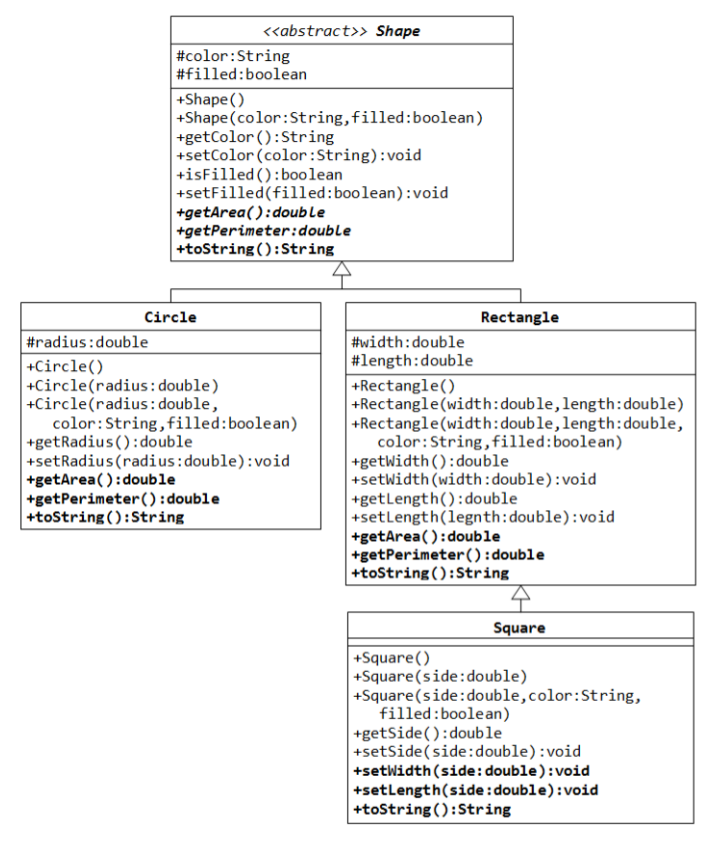 <<abstract>> Shape
#color:String
#filled:boolean
+Shape()
+Shape(color:String,filled:boolean)
+getColor():String
+setColor(color:String):void
+isFilled():boolean
+setFilled(filled:boolean):void
+getArea():double
+getPerimeter:double
+toString():String
Circle
#radius:double
+Circle()
+Circle(radius:double)
+Circle(radius:double,
color:String,filled:boolean)
+getRadius():double
+setRadius(radius:double):void
+getArea():double
+getPerimeter():double
+toString():String
Rectangle
#width:double
#length:double
+Rectangle()
+Rectangle(width:double,length:double)
+Rectangle(width:double,length:double,
color:String,filled:boolean)
+getWidth():double
+setWidth(width:double):void
+getLength():double
+setLength(legnth:double):void
+getArea():double
+getPerimeter():double
+toString():String
Square
+Square()
+Square(side:double)
+Square(side:double,color:String,
filled:boolean)
+getSide():double
+setSide(side:double):void
+setWidth(side:double):void
+setLength(side:double):void
+toString():String